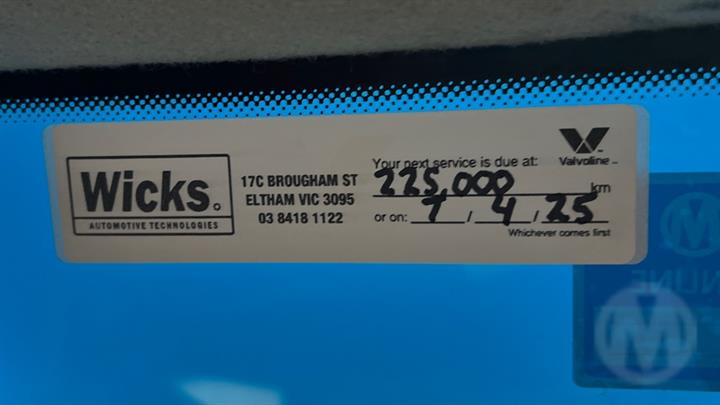 Wicks.
AUTOMOTIVE TECHNOLOGIES
17C BROUGHAM ST
ELTHAM VIC 3095
03 8418 1122
Your next service is due at:
225,000 km
or on: 7 / 4 / 25
Whichever comes first
Valvoline
M